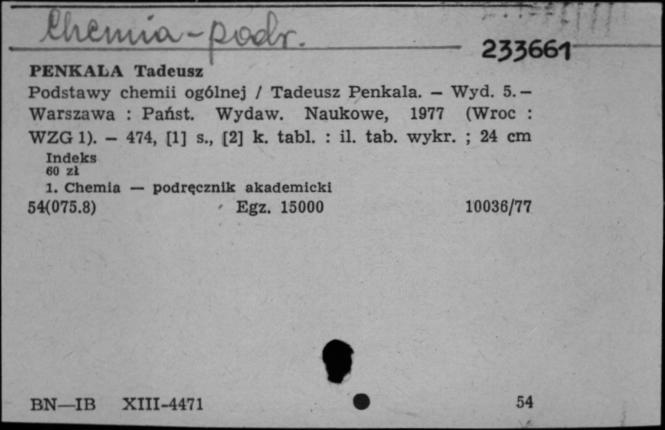 Chemia - podr.
233661
PENKALA Tadeusz
Podstawy chemii ogólnej / Tadeusz Penkala. — Wyd. 5. —
Warszawa : Państ. Wydaw. Naukowe, 1977 (Wroc :
WZG 1). — 474, [1] s., [2] k. tabl. : il. tab. wykr. ; 24 cm
Indeks
60 zł
1. Chemia — podręcznik akademicki
54(075.8) Egz. 15000 10036/77
BN—IB XIII-4471 54